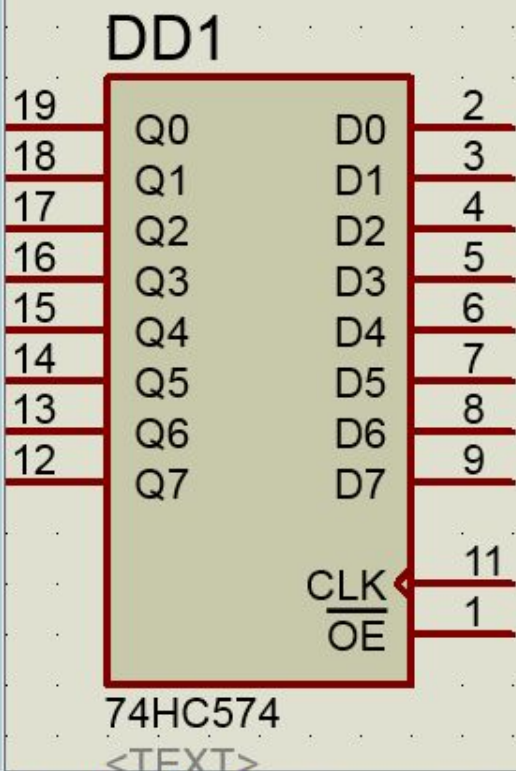 DD1
19 Q0 D0 2
18 Q1 D1 3
17 Q2 D2 4
16 Q3 D3 5
15 Q4 D4 6
14 Q5 D5 7
13 Q6 D6 8
12 Q7 D7 9
CLK 11
OE 1
74HC574
<TEXT>